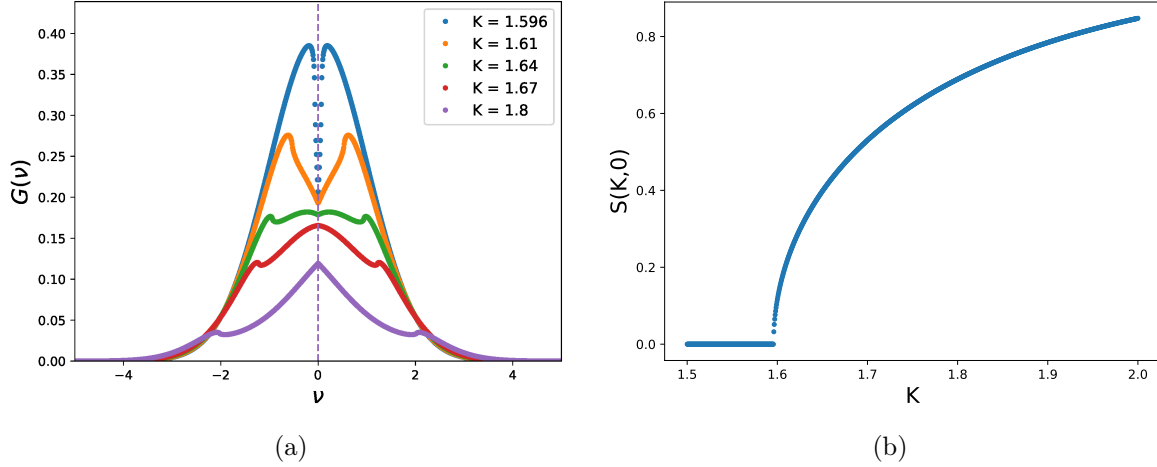 K = 1.596
K = 1.61
K = 1.64
K = 1.67
K = 1.8
G(ν)
0.40
0.35
0.30
0.25
0.20
0.15
0.10
0.05
0.00
−4 −2 0 2 4
ν
(a)
S(K,0)
0.8
0.6
0.4
0.2
0.0
1.5 1.6 1.7 1.8 1.9 2.0
K
(b)